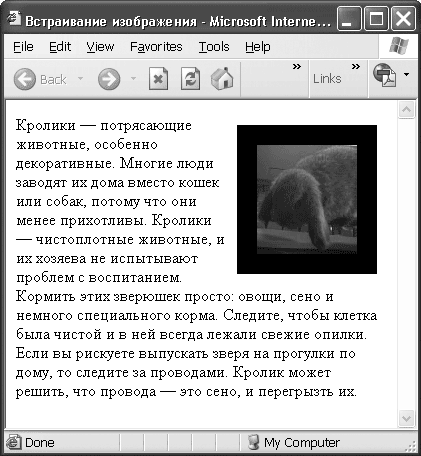 Встраивание изображения - Microsoft Interne...
File Edit View Favorites Tools Help
Back » Links »
Кролики — потрясающие
животные, особенно
декоративные. Многие люди
заводят их дома вместо кошек
или собак, потому что они
менее прихотливы. Кролики
— чистоплотные животные, и
их хозяева не испытывают
проблем с воспитанием.
Кормить этих зверюшек просто: овощи, сено и
немного специального корма. Следите, чтобы клетка
была чистой и в ней всегда лежали свежие опилки.
Если вы рискуете выпускать зверя на прогулки по
дому, то следите за проводами. Кролик может
решить, что провода — это сено, и перегрызть их.
Done My Computer